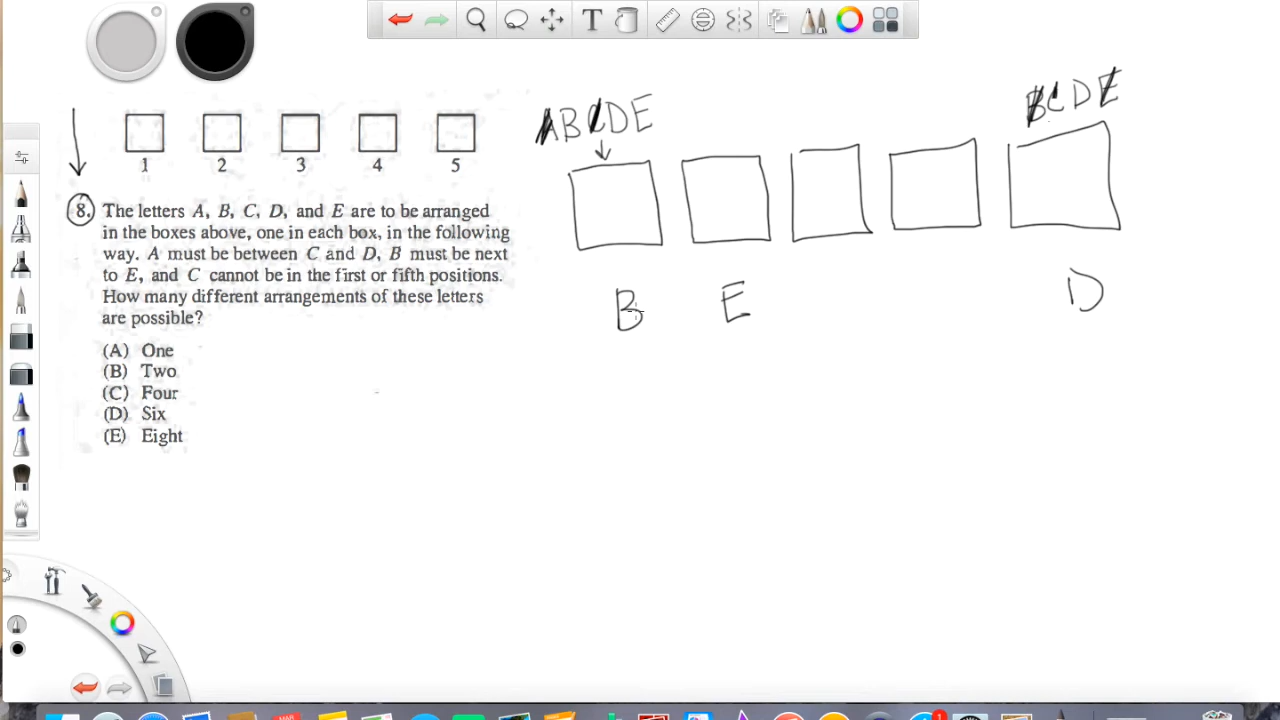 ABCDE
BCDE
1 2 3 4 5
8. The letters A, B, C, D, and E are to be arranged
in the boxes above, one in each box, in the following
way. A must be between C and D, B must be next
to E, and C cannot be in the first or fifth positions.
How many different arrangements of these letters
are possible?
(A) One
(B) Two
(C) Four
(D) Six
(E) Eight
B E D
T